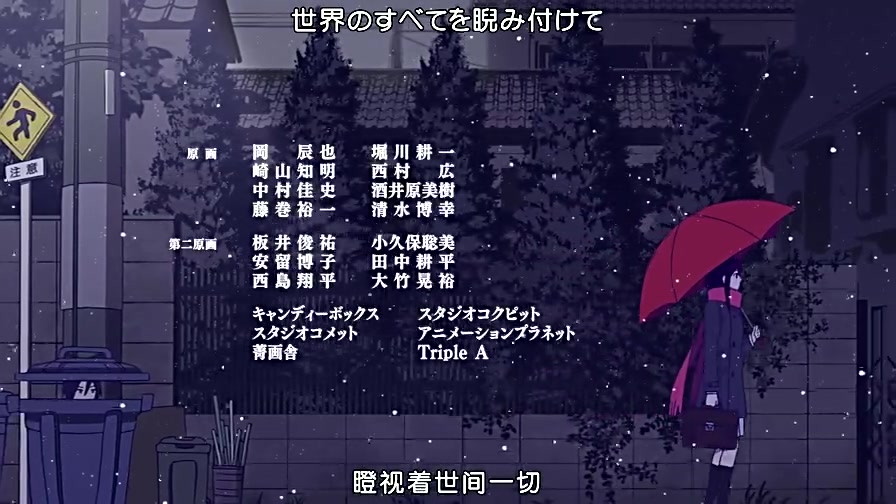 世界のすべてを睨み付けて
注意
原画
岡 辰也 堀川耕一
崎山知明 西村 広
中村佳史 酒井原美樹
藤巻裕一 清水博幸
第二原画
板井俊祐 小久保聡美
安留博子 田中耕平
西島翔平 大竹晃裕
キャンディーボックス スタジオコクピット
スタジオコメット アニメーションプラネット
菁画舎 Triple A
瞪视着世间一切